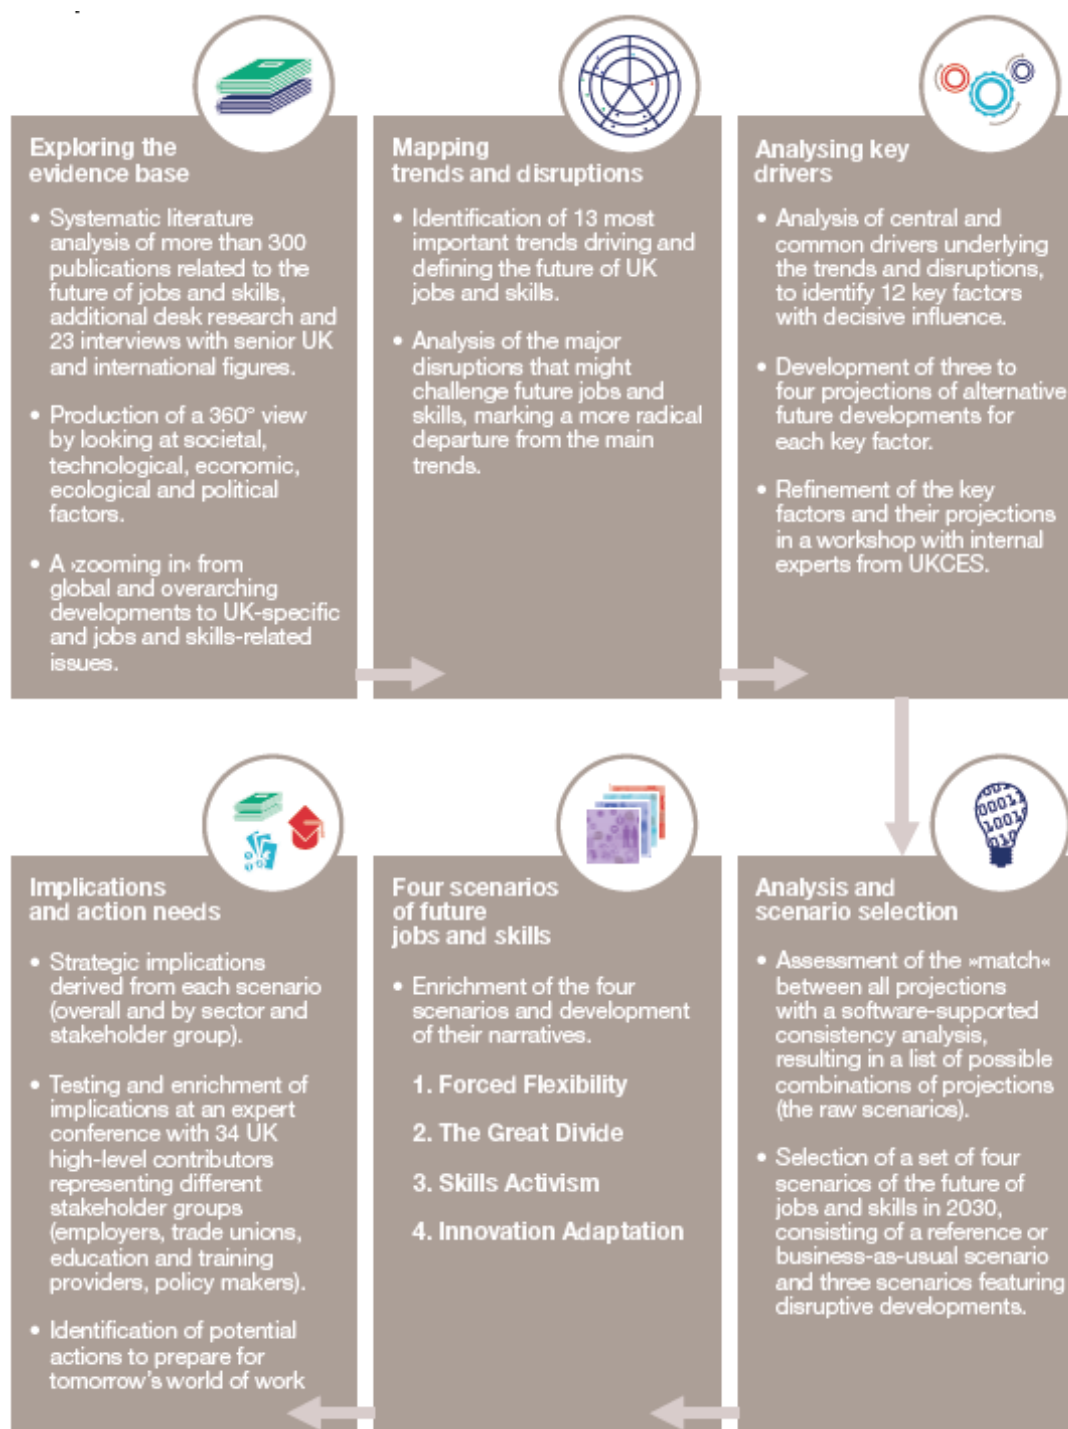 Exploring the
evidence base
• Systematic literature
analysis of more than 300
publications related to the
future of jobs and skills,
additional desk research and
23 interviews with senior UK
and international figures.
• Production of a 360° view
by looking at societal,
technological, economic,
ecological and political
factors.
• A ›zooming in‹ from
global and overarching
developments to UK-specific
and jobs and skills-related
issues.
Mapping
trends and disruptions
• Identification of 13 most
important trends driving and
defining the future of UK
jobs and skills.
• Analysis of the major
disruptions that might
challenge future jobs and
skills, marking a more radical
departure from the main
trends.
Analysing key
drivers
• Analysis of central and
common drivers underlying
the trends and disruptions,
to identify 12 key factors
with decisive influence.
• Development of three to
four projections of alternative
future developments for
each key factor.
• Refinement of the key
factors and their projections
in a workshop with internal
experts from UKCES.
00011
1001
010
Analysis and
scenario selection
• Assessment of the »match«
between all projections
with a software-supported
consistency analysis,
resulting in a list of possible
combinations of projections
(the raw scenarios).
• Selection of a set of four
scenarios of the future of
jobs and skills in 2030,
consisting of a reference or
business-as-usual scenario
and three scenarios featuring
disruptive developments.
Four scenarios
of future
jobs and skills
• Enrichment of the four
scenarios and development
of their narratives.
1. Forced Flexibility
2. The Great Divide
3. Skills Activism
4. Innovation Adaptation
Implications
and action needs
• Strategic implications
derived from each scenario
(overall and by sector and
stakeholder group).
• Testing and enrichment of
implications at an expert
conference with 34 UK
high-level contributors
representing different
stakeholder groups
(employers, trade unions,
education and training
providers, policy makers).
• Identification of potential
actions to prepare for
tomorrow's world of work